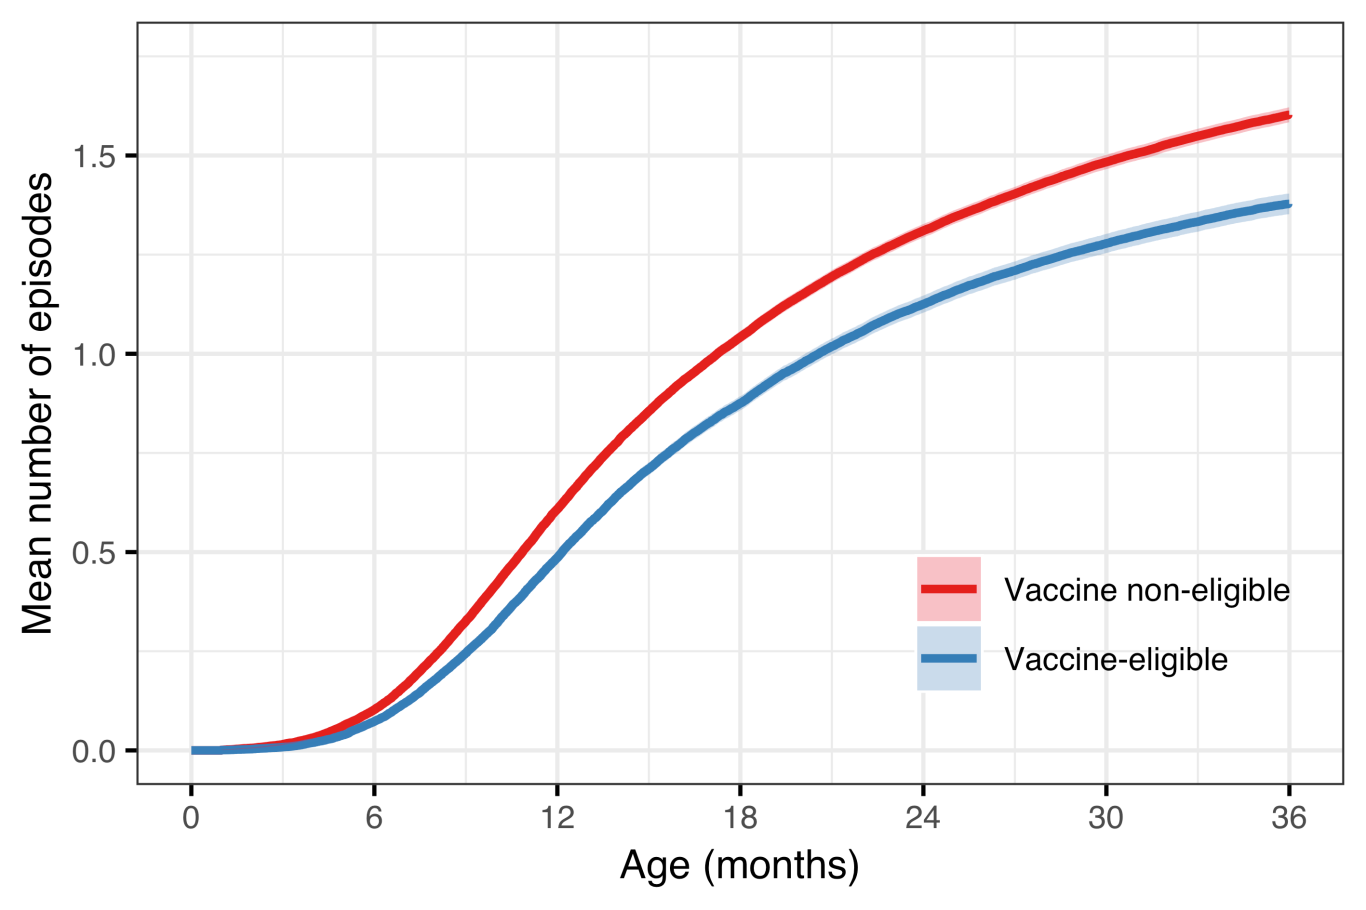 Mean number of episodes
1.5
1.0
0.5
0.0
Vaccine non-eligible
Vaccine-eligible
0 6 12 18 24 30 36
Age (months)